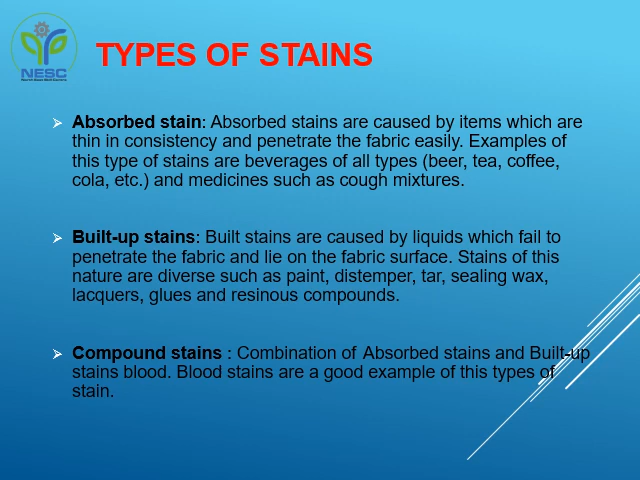 NESC
TYPES OF STAINS
Absorbed stain: Absorbed stains are caused by items which are
thin in consistency and penetrate the fabric easily. Examples of
this type of stains are beverages of all types (beer, tea, coffee,
cola, etc.) and medicines such as cough mixtures.
Built-up stains: Built stains are caused by liquids which fail to
penetrate the fabric and lie on the fabric surface. Stains of this
nature are diverse such as paint, distemper, tar, sealing wax,
lacquers, glues and resinous compounds.
Compound stains : Combination of Absorbed stains and Built-up
stains blood. Blood stains are a good example of this types of
stain.